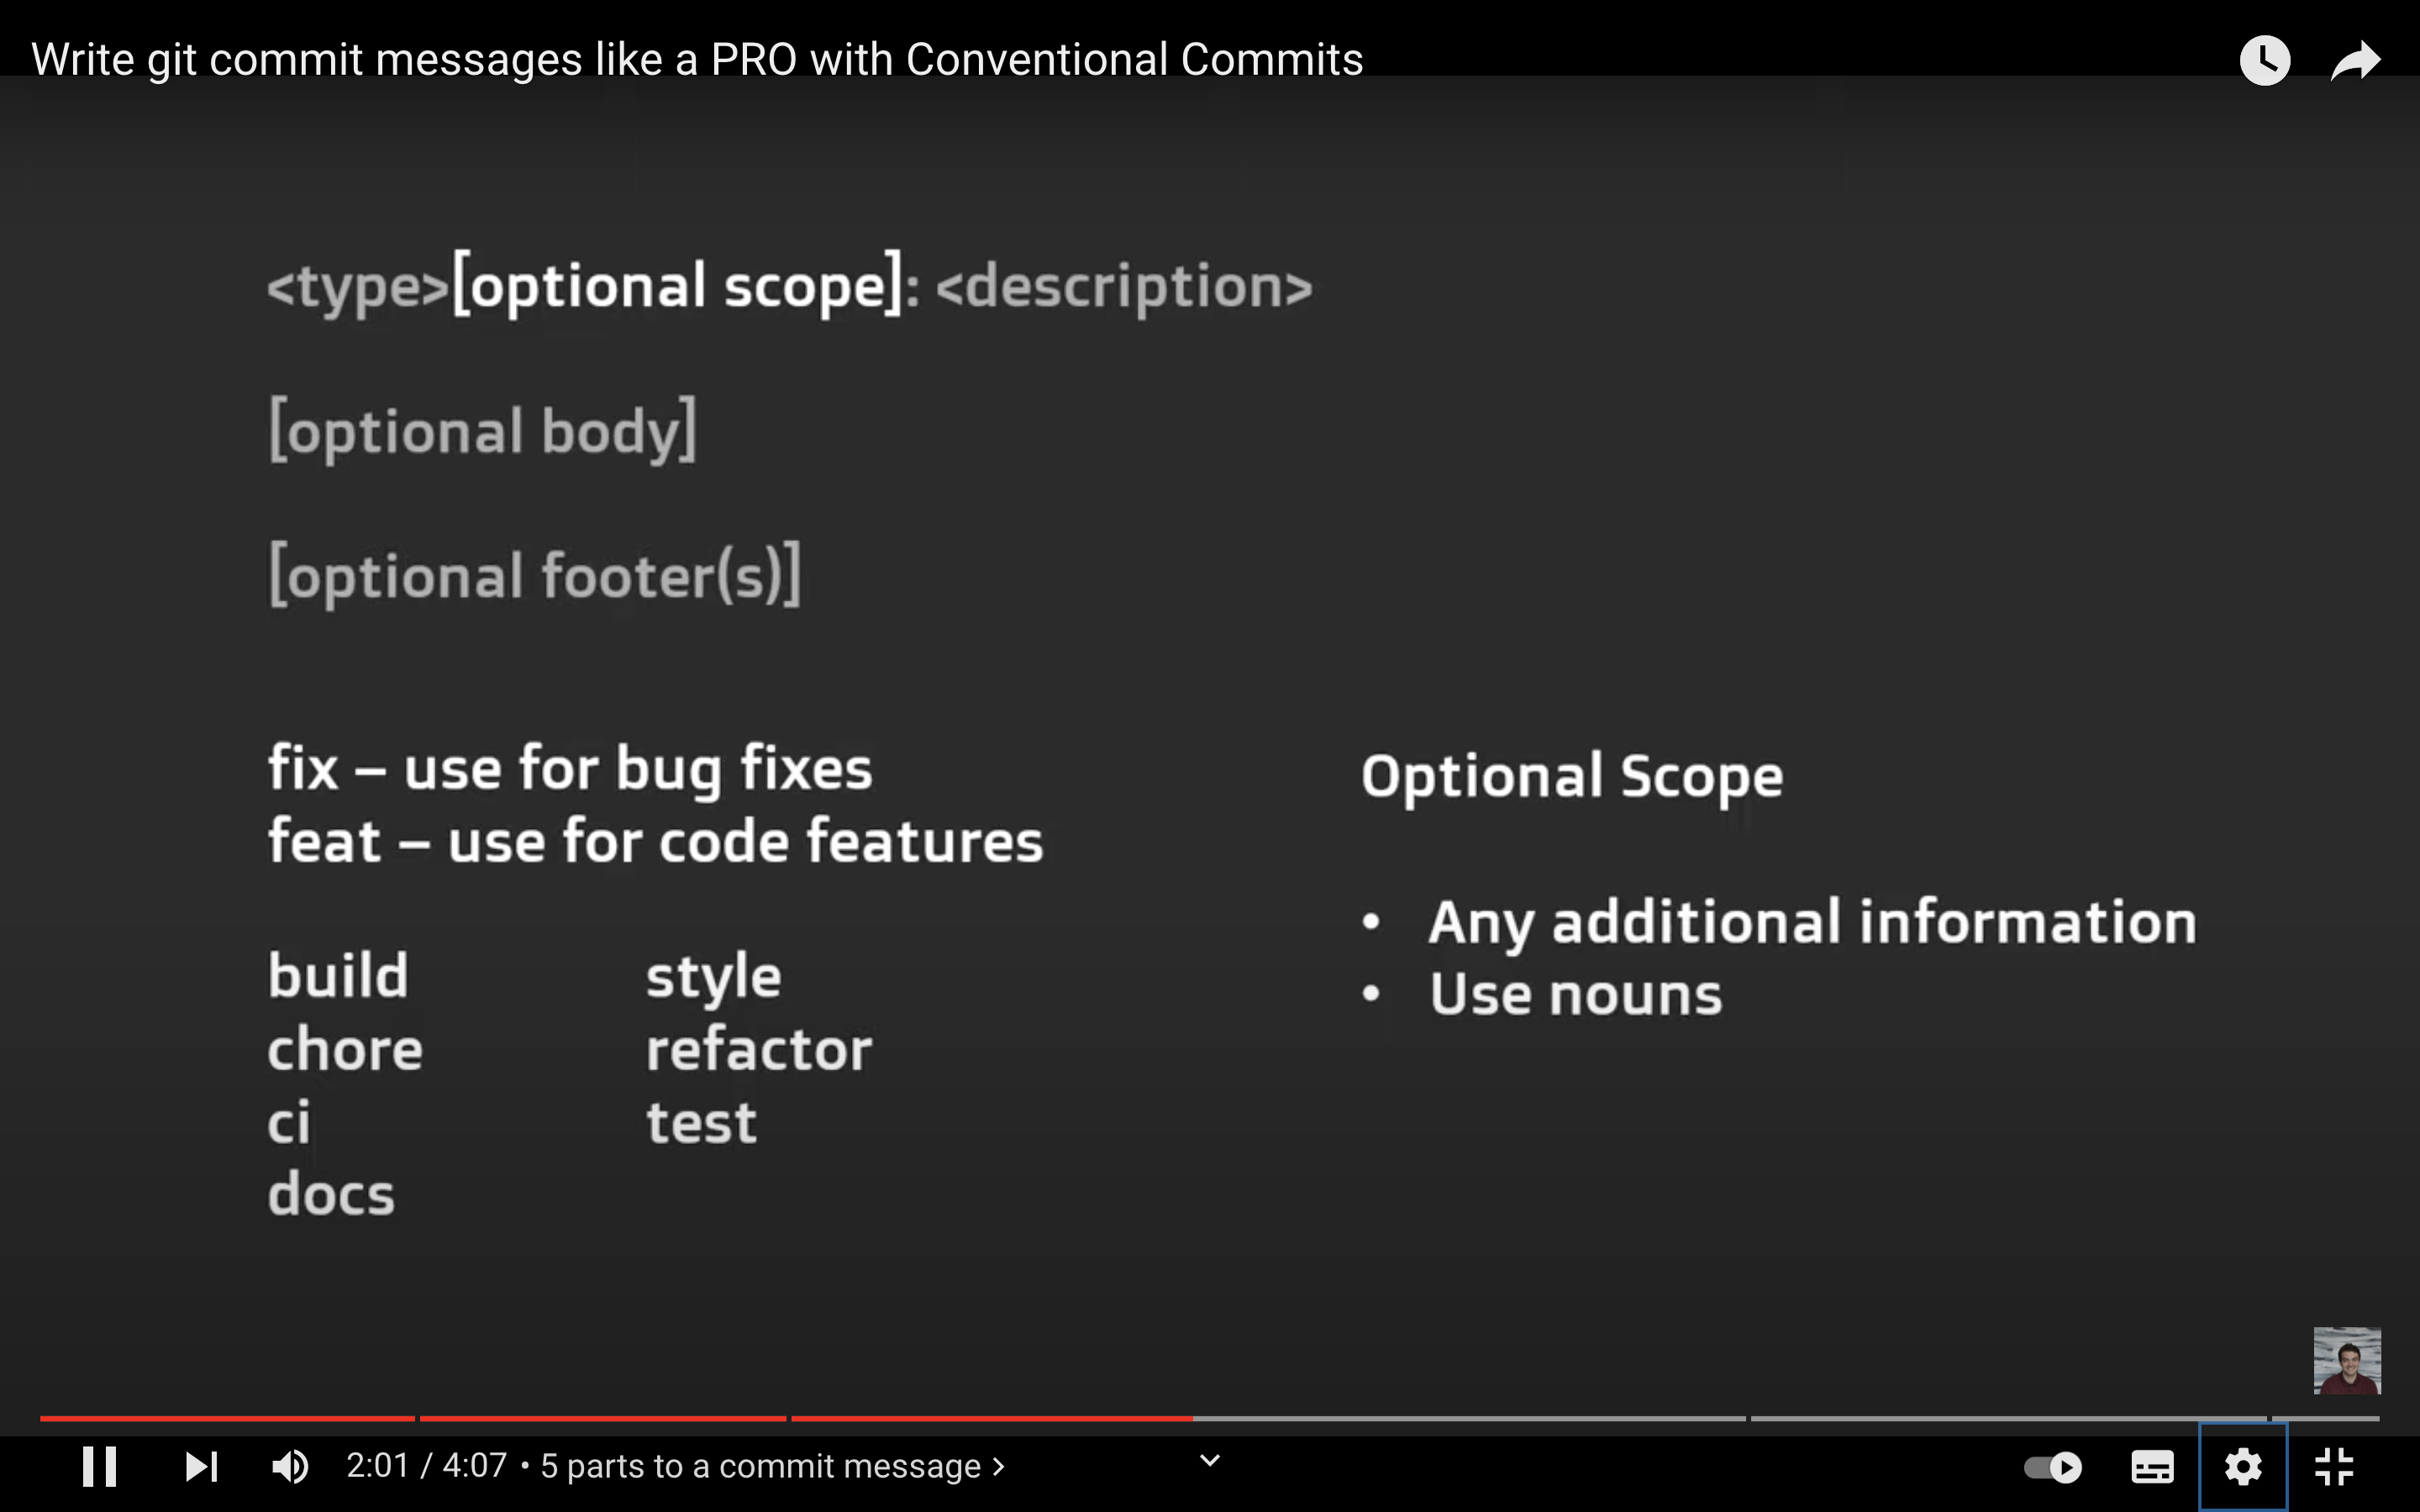 Write git commit messages like a PRO with Conventional Commits
<type>[optional scope]: <description>
[optional body]
[optional footer(s)]
fix – use for bug fixes
feat – use for code features
build
chore
ci
docs
style
refactor
test
Optional Scope
• Any additional information
• Use nouns
2:01 / 4:07 • 5 parts to a commit message >